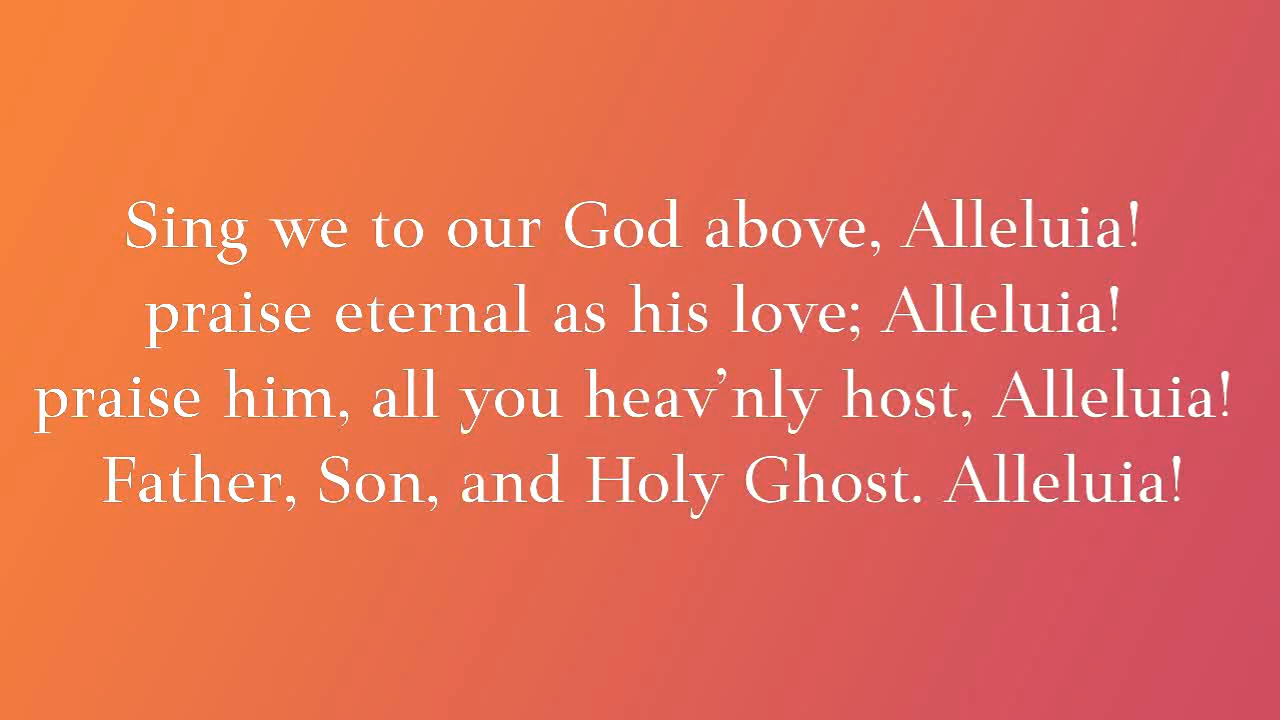 Sing we to our God above, Alleluia!
praise eternal as his love; Alleluia!
praise him, all you heav’nly host, Alleluia!
Father, Son, and Holy Ghost. Alleluia!